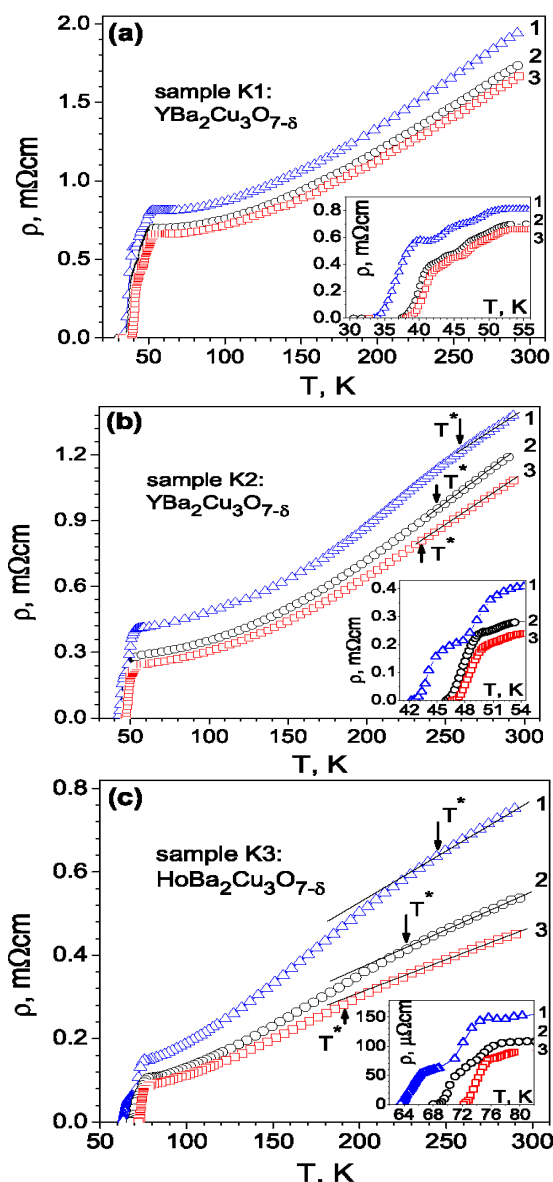 (a)
sample K1:
YBa₂Cu₃O₇₋δ
1
2
3
ρ, mΩcm
2.0
1.6
1.2
0.8
0.4
0.0
50 100 150 200 250 300
T, K
ρ, mΩcm
0.8
0.6
0.4
0.2
0.0
1
2
3
T, K
30 35 40 45 50 55
(b)
sample K2:
YBa₂Cu₃O₇₋δ
T*
T*
T*
1
2
3
ρ, mΩcm
1.2
0.9
0.6
0.3
0.0
50 100 150 200 250 300
T, K
ρ, mΩcm
0.4
0.3
0.2
0.1
0.0
1
2
3
T, K
42 45 48 51 54
(c)
sample K3:
HoBa₂Cu₃O₇₋δ
T*
T*
T*
1
2
3
ρ, mΩcm
0.8
0.6
0.4
0.2
0.0
50 100 150 200 250 300
T, K
ρ, μΩcm
150
100
50
0
1
2
3
T, K
64 68 72 76 80